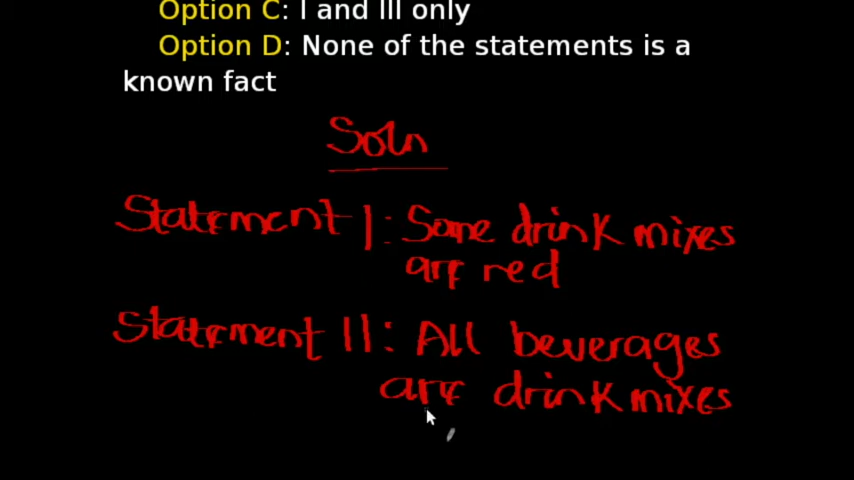 Option C: I and III only
Option D: None of the statements is a
known fact
Soln
Statement I: Some drink mixes
are red
Statement II: All beverages
are drink mixes